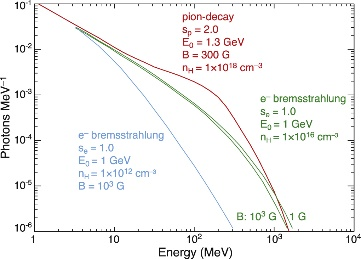 10⁻¹
pion-decay
sₚ = 2.0
E₀ = 1.3 GeV
B = 300 G
n_H = 1×10¹⁸ cm⁻³
10⁻²
10⁻³
Photons MeV⁻¹
e⁻ bremsstrahlung
sₑ = 1.0
E₀ = 1 GeV
n_H = 1×10¹⁶ cm⁻³
10⁻⁴
e⁻ bremsstrahlung
sₑ = 1.0
E₀ = 1 GeV
n_H = 1×10¹² cm⁻³
B = 10³ G
10⁻⁵
B: 10³ G
1 G
10⁻⁶
1
10
10²
10³
10⁴
Energy (MeV)